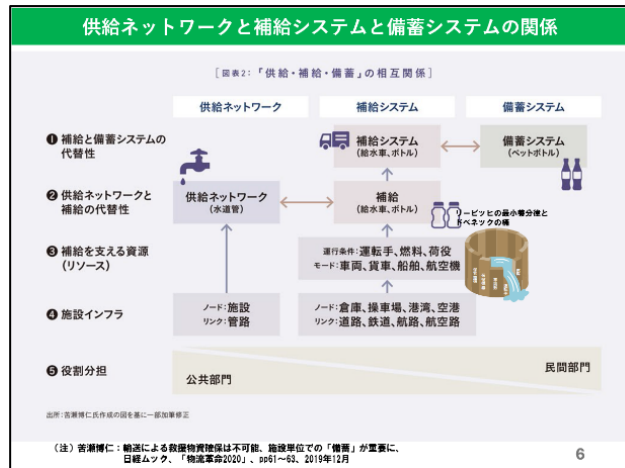 供給ネットワークと補給システムと備蓄システムの関係
［図表2：「供給・補給・備蓄」の相互関係］
供給ネットワーク
補給システム
備蓄システム
❶ 補給と備蓄システムの
代替性
補給システム
(給水車、ボトル)
備蓄システム
(ペットボトル)
❷ 供給ネットワークと
補給の代替性
供給ネットワーク
(水道管)
補給
(給水車、ボトル)
リービッヒの最小養分律と
ドベネックの桶
❸ 補給を支える資源
(リソース)
運行条件：運転手、燃料、荷役
モード：車両、貨車、船舶、航空機
❹ 施設インフラ
ノード：施設
リンク：管路
ノード：倉庫、操車場、港湾、空港
リンク：道路、鉄道、航路、航空路
❺ 役割分担
公共部門
民間部門
出所：苦瀬博仁氏作成の図を基に一部加筆修正
(注) 苦瀬博仁：輸送による救援物資確保は不可能、施設単位での「備蓄」が重要に、
日経ムック、「物流革命2020」、pp61～63、2019年12月
6